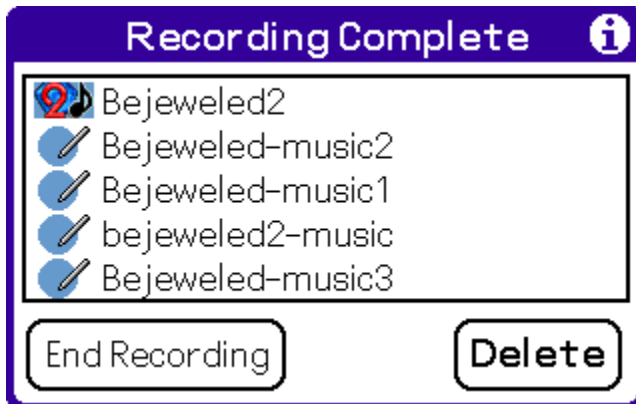 Recording Complete
Bejeweled2
Bejeweled-music2
Bejeweled-music1
bejeweled2-music
Bejeweled-music3
End Recording
Delete